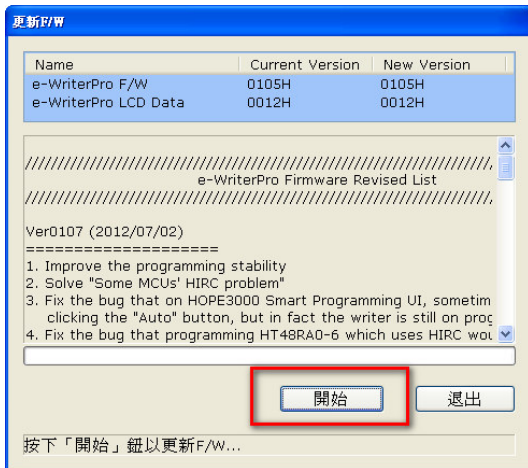 更新F/W
Name Current Version New Version
e-WriterPro F/W 0105H 0105H
e-WriterPro LCD Data 0012H 0012H
////////////////////////////////////////////////////////////////////////
e-WriterPro Firmware Revised List
////////////////////////////////////////////////////////////////////////
Ver0107 (2012/07/02)
=====================
1. Improve the programming stability
2. Solve "Some MCUs' HIRC problem"
3. Fix the bug that on HOPE3000 Smart Programming UI, sometim
clicking the "Auto" button, but in fact the writer is still on prog
4. Fix the bug that programming HT48RA0-6 which uses HIRC wou
開始 退出
按下「開始」鈕以更新F/W...